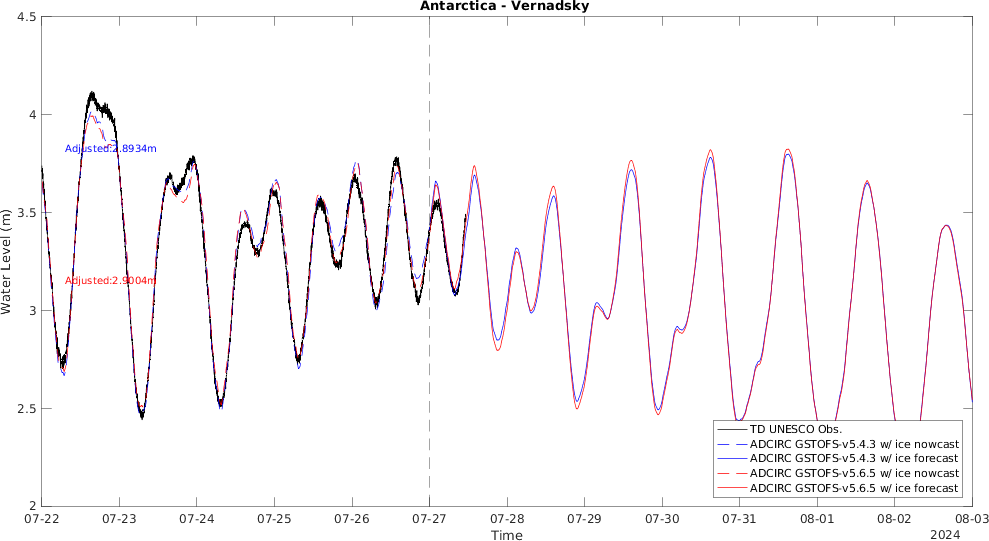 Antarctica - Vernadsky
4.5
4
3.5
3
2.5
2
Water Level (m)
Adjusted:2.8934m
Adjusted:2.9004m
TD UNESCO Obs.
ADCIRC GSTOFS-v5.4.3 w/ ice nowcast
ADCIRC GSTOFS-v5.4.3 w/ ice forecast
ADCIRC GSTOFS-v5.6.5 w/ ice nowcast
ADCIRC GSTOFS-v5.6.5 w/ ice forecast
07-22 07-23 07-24 07-25 07-26 07-27 07-28 07-29 07-30 07-31 08-01 08-02 08-03
Time
2024